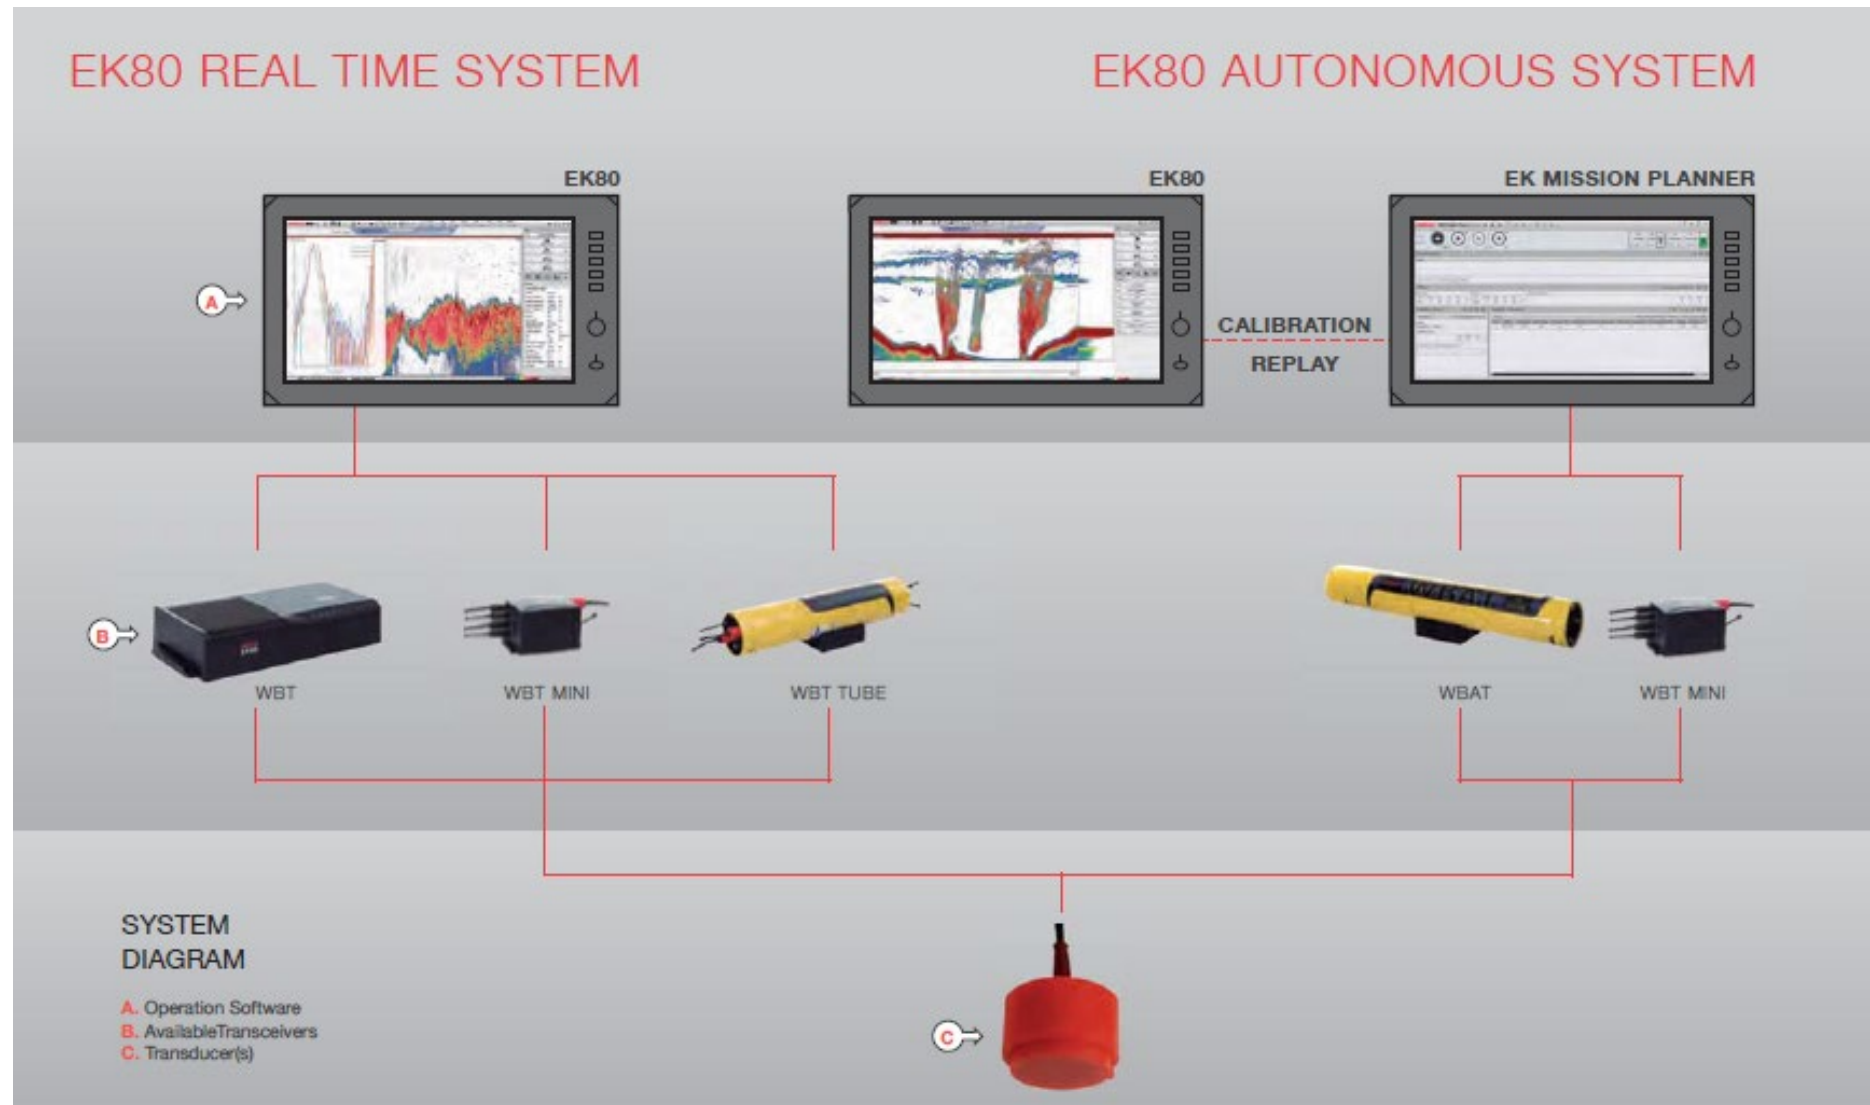 EK80 REAL TIME SYSTEM
EK80 AUTONOMOUS SYSTEM
EK80
EK80
EK MISSION PLANNER
A
CALIBRATION
REPLAY
B
WBT
WBT MINI
WBT TUBE
WBAT
WBT MINI
SYSTEM
DIAGRAM
A. Operation Software
B. AvailableTransceivers
C. Transducer(s)
C